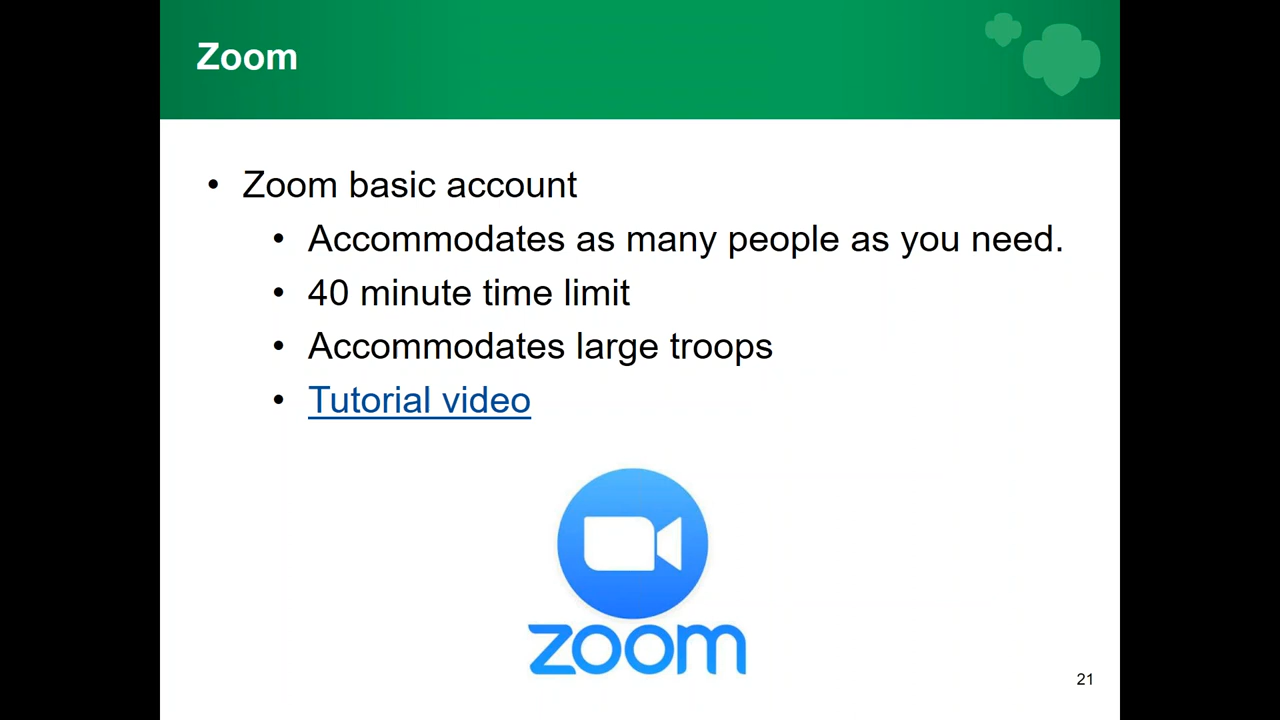 Zoom
• Zoom basic account
• Accommodates as many people as you need.
• 40 minute time limit
• Accommodates large troops
• Tutorial video
zoom
21